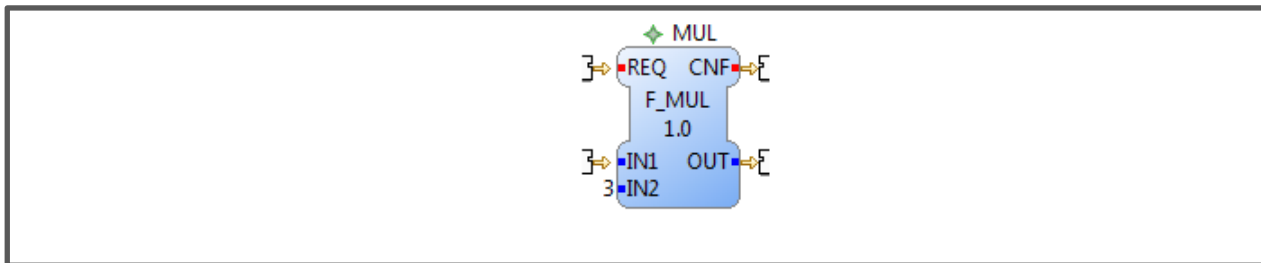 MUL
REQ CNF
F_MUL
1.0
IN1 OUT
3 IN2